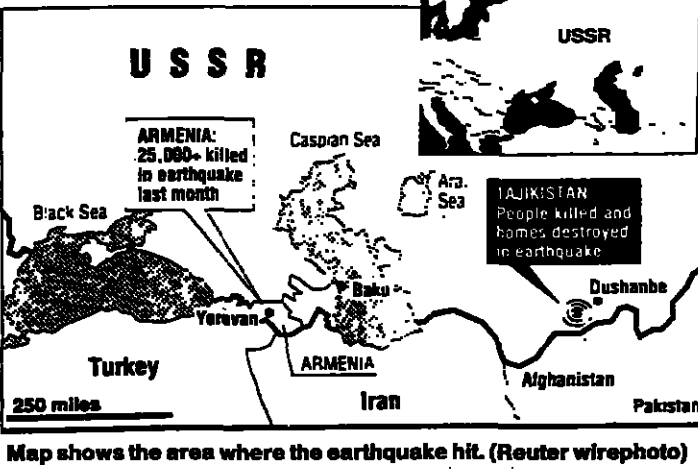 USSR
USSR
ARMENIA:
25,000+ killed
in earthquake
last month
Caspian Sea
Aral
Sea
TAJIKISTAN
People killed and
homes destroyed
in earthquake
Black Sea
Dushanbe
Baku
Yerevan
ARMENIA
Turkey
Iran
Afghanistan
Pakistan
250 miles
Map shows the area where the earthquake hit. (Reuter wirephoto)